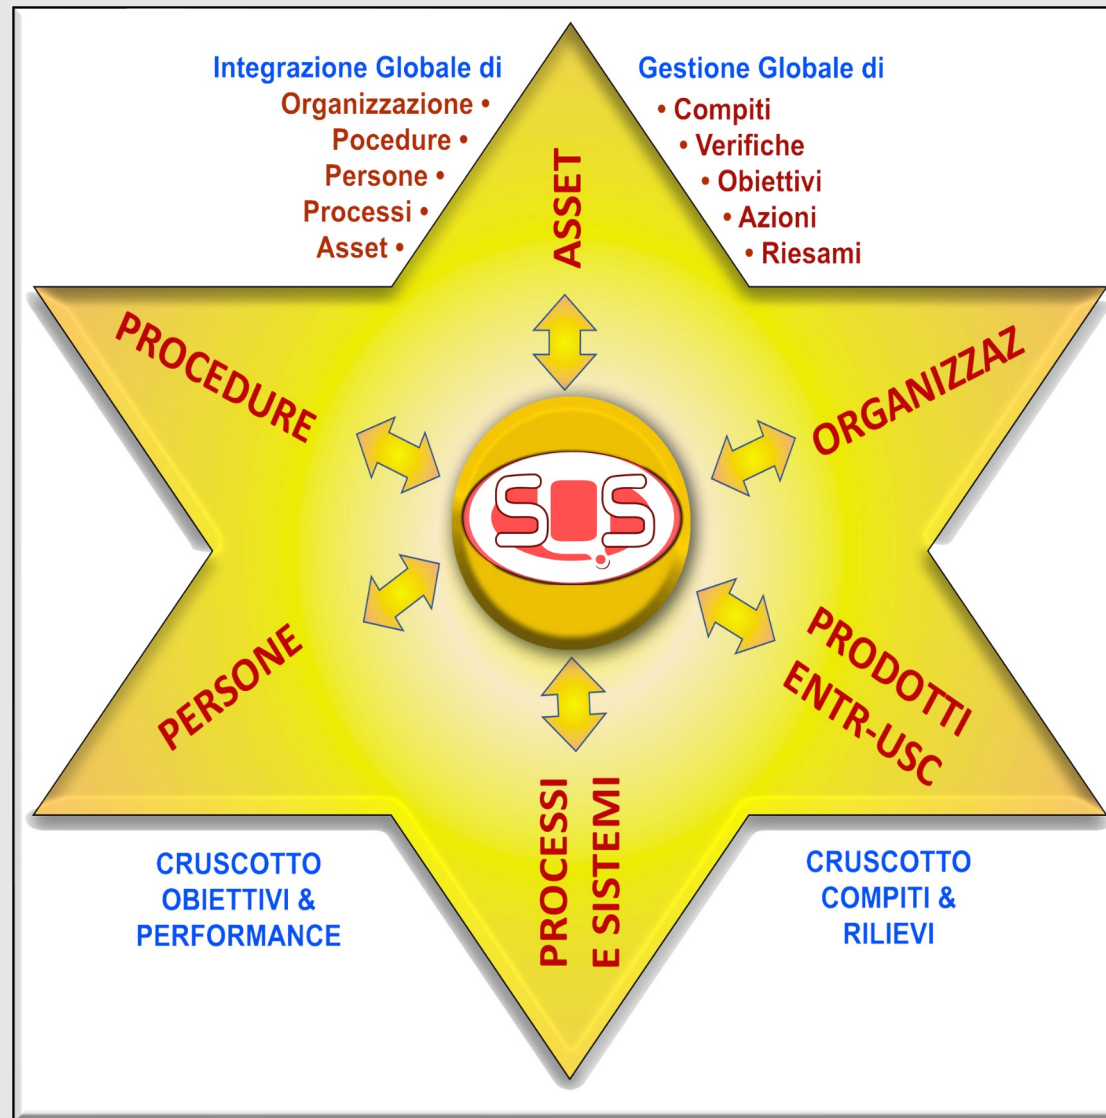 Integrazione Globale di
Organizzazione •
Pocedure •
Persone •
Processi •
Asset •
Gestione Globale di
• Compiti
• Verifiche
• Obiettivi
• Azioni
• Riesami
ASSET
PROCEDURE
ORGANIZZAZ
SQS
PERSONE
PRODOTTI
ENTR-USC
PROCESSI
E SISTEMI
CRUSCOTTO
OBIETTIVI &
PERFORMANCE
CRUSCOTTO
COMPITI &
RILIEVI